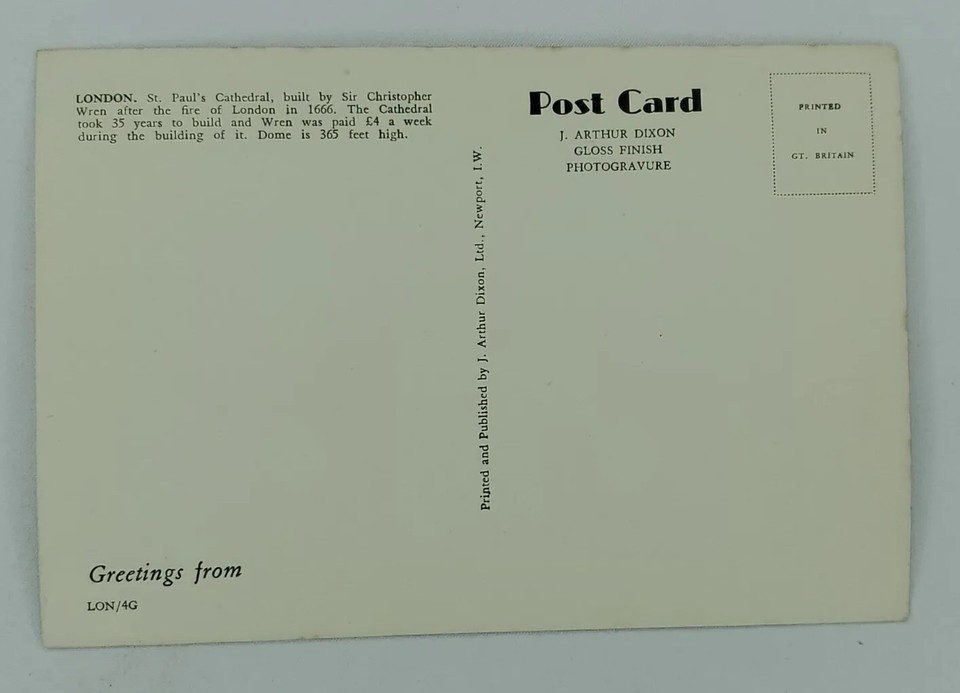 LONDON. St. Paul's Cathedral, built by Sir Christopher
Wren after the fire of London in 1666. The Cathedral
took 35 years to build and Wren was paid £4 a week
during the building of it. Dome is 365 feet high.
Greetings from
LON/4G
Printed and Published by J. Arthur Dixon, Ltd., Newport, I.W.
Post Card
J. ARTHUR DIXON
GLOSS FINISH
PHOTOGRAVURE
PRINTED
IN
GT. BRITAIN